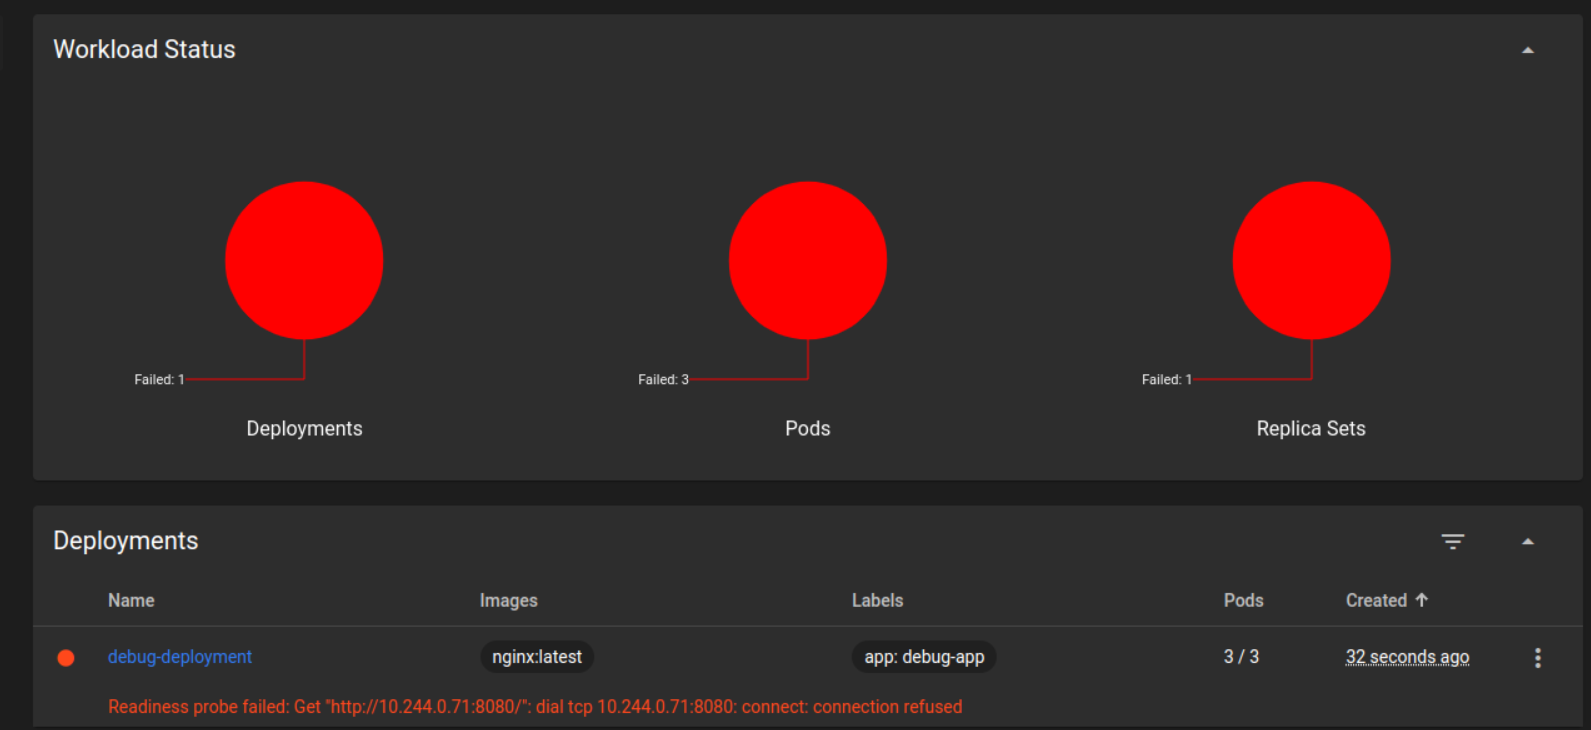 Workload Status
Failed: 1 Failed: 3 Failed: 1
Deployments Pods Replica Sets
Deployments
Name Images Labels Pods Created ↑
debug-deployment nginx:latest app: debug-app 3 / 3 32 seconds ago
Readiness probe failed: Get "http://10.244.0.71:8080/": dial tcp 10.244.0.71:8080: connect: connection refused